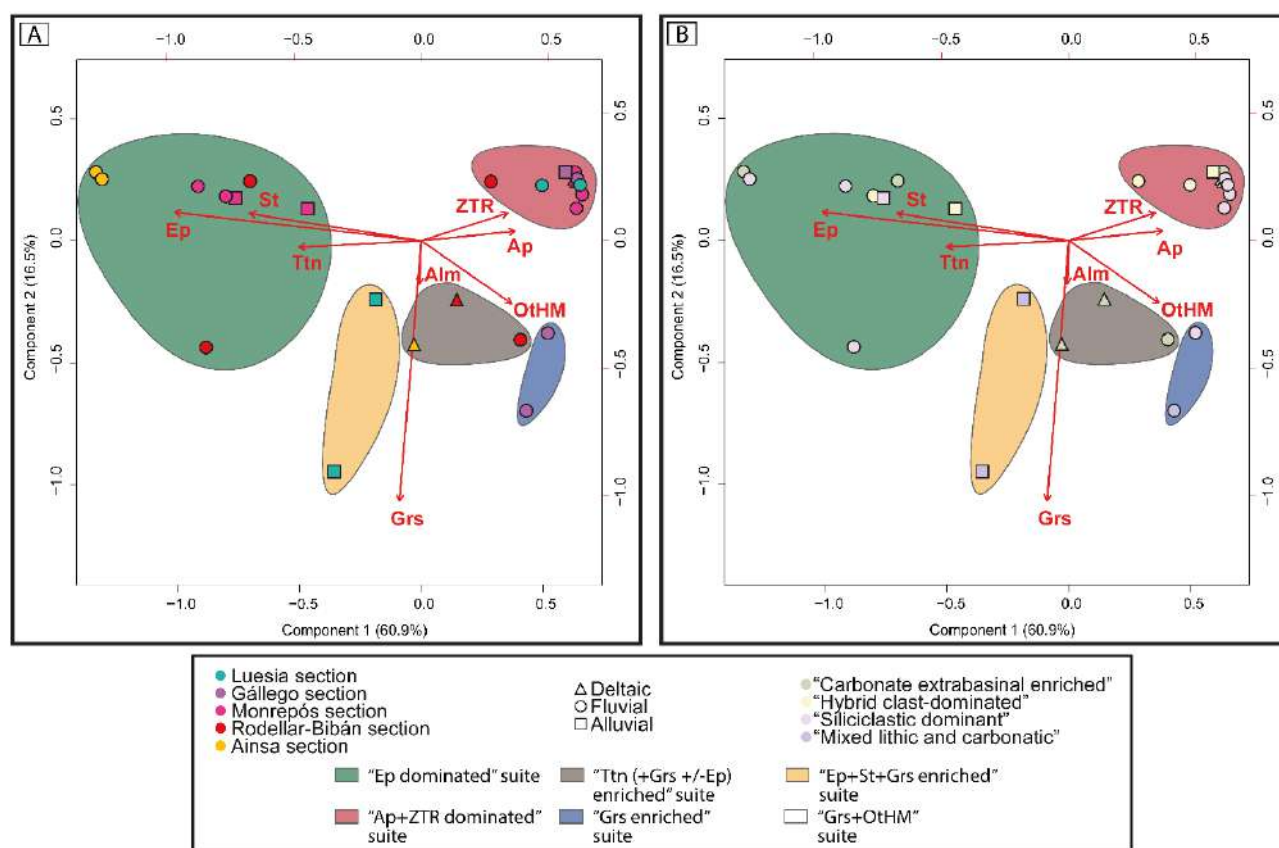 A
−1.0
0.0
0.5
0.5
0.0
−0.5
−1.0
0.5
0.0
−0.5
−1.0
Component 2 (16.5%)
St
Ep
Ttn
ZTR
Ap
Alm
OtHM
Grs
−1.0
−0.5
0.0
0.5
Component 1 (60.9%)
B
−1.0
0.0
0.5
0.5
0.0
−0.5
−1.0
0.5
0.0
−0.5
−1.0
Component 2 (16.5%)
St
Ep
Ttn
ZTR
Ap
Alm
OtHM
Grs
−1.0
−0.5
0.0
0.5
Component 1 (60.9%)
Luesia section
Gállego section
Monrepós section
Rodellar-Bibán section
Ainsa section
Deltaic
Fluvial
Alluvial
“Carbonate extrabasinal enriched”
“Hybrid clast-dominated”
“Siliciclastic dominant”
“Mixed lithic and carbonatic”
“Ep dominated” suite
“Ttn (+Grs +/-Ep)
enriched“ suite
“Ep+St+Grs enriched”
suite
“Ap+ZTR dominated”
suite
“Grs enriched”
suite
“Grs+OtHM”
suite